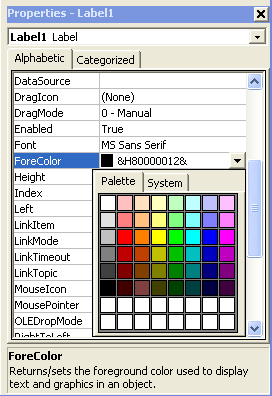 Properties - Label1
Label1 Label
Alphabetic Categorized
DataSource
DragIcon (None)
DragMode 0 - Manual
Enabled True
Font MS Sans Serif
ForeColor &H80000012&
Height
Index
Left
LinkItem
LinkMode
LinkTimeout
LinkTopic
MouseIcon
MousePointer
OLEDropMode
RightToLeft
Palette System
ForeColor
Returns/sets the foreground color used to display
text and graphics in an object.